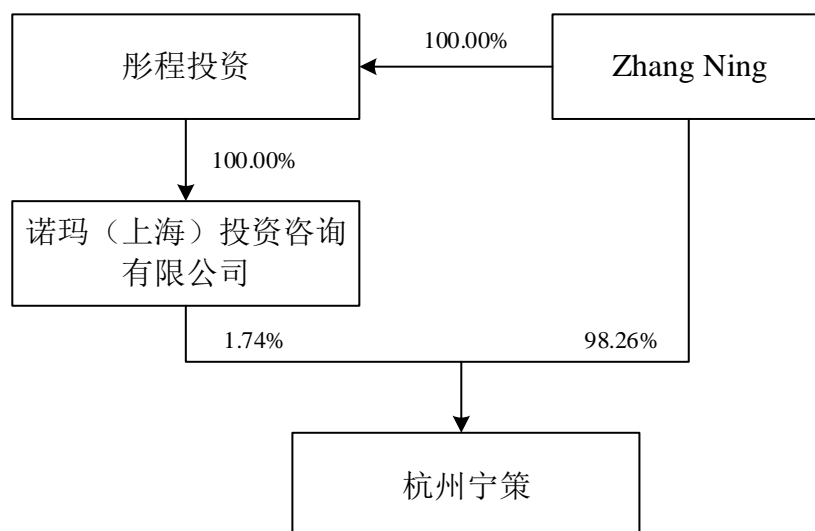 彤程投资
100.00%
Zhang Ning
100.00%
诺玛（上海）投资咨询
有限公司
1.74%
98.26%
杭州宁策